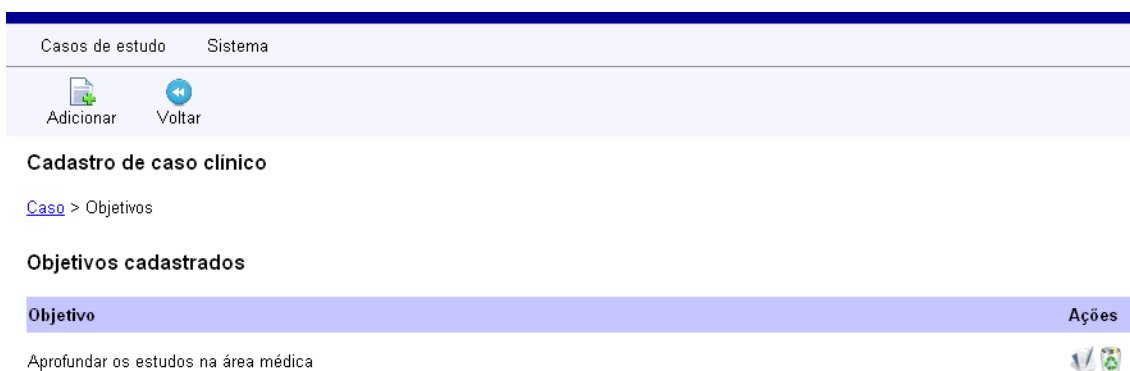 Casos de estudo Sistema
Adicionar Voltar
Cadastro de caso clínico
Caso > Objetivos
Objetivos cadastrados
Objetivo Ações
Aprofundar os estudos na área médica